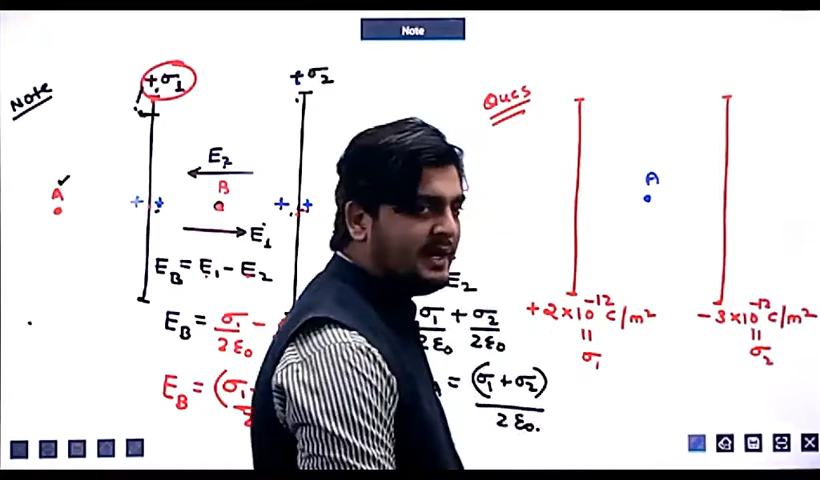 Note
Note
+σ1
+σ2
E2
A
B
E1
EB = E1 - E2
EB = σ1/2ε0 -
EB = (σ1-
E2
σ1/2ε0 + σ2/2ε0
= (σ1+σ2)/2ε0.
Ques
A
+2×10^-12 C/m²
=
σ1
-3×10^-12 C/m²
=
σ2